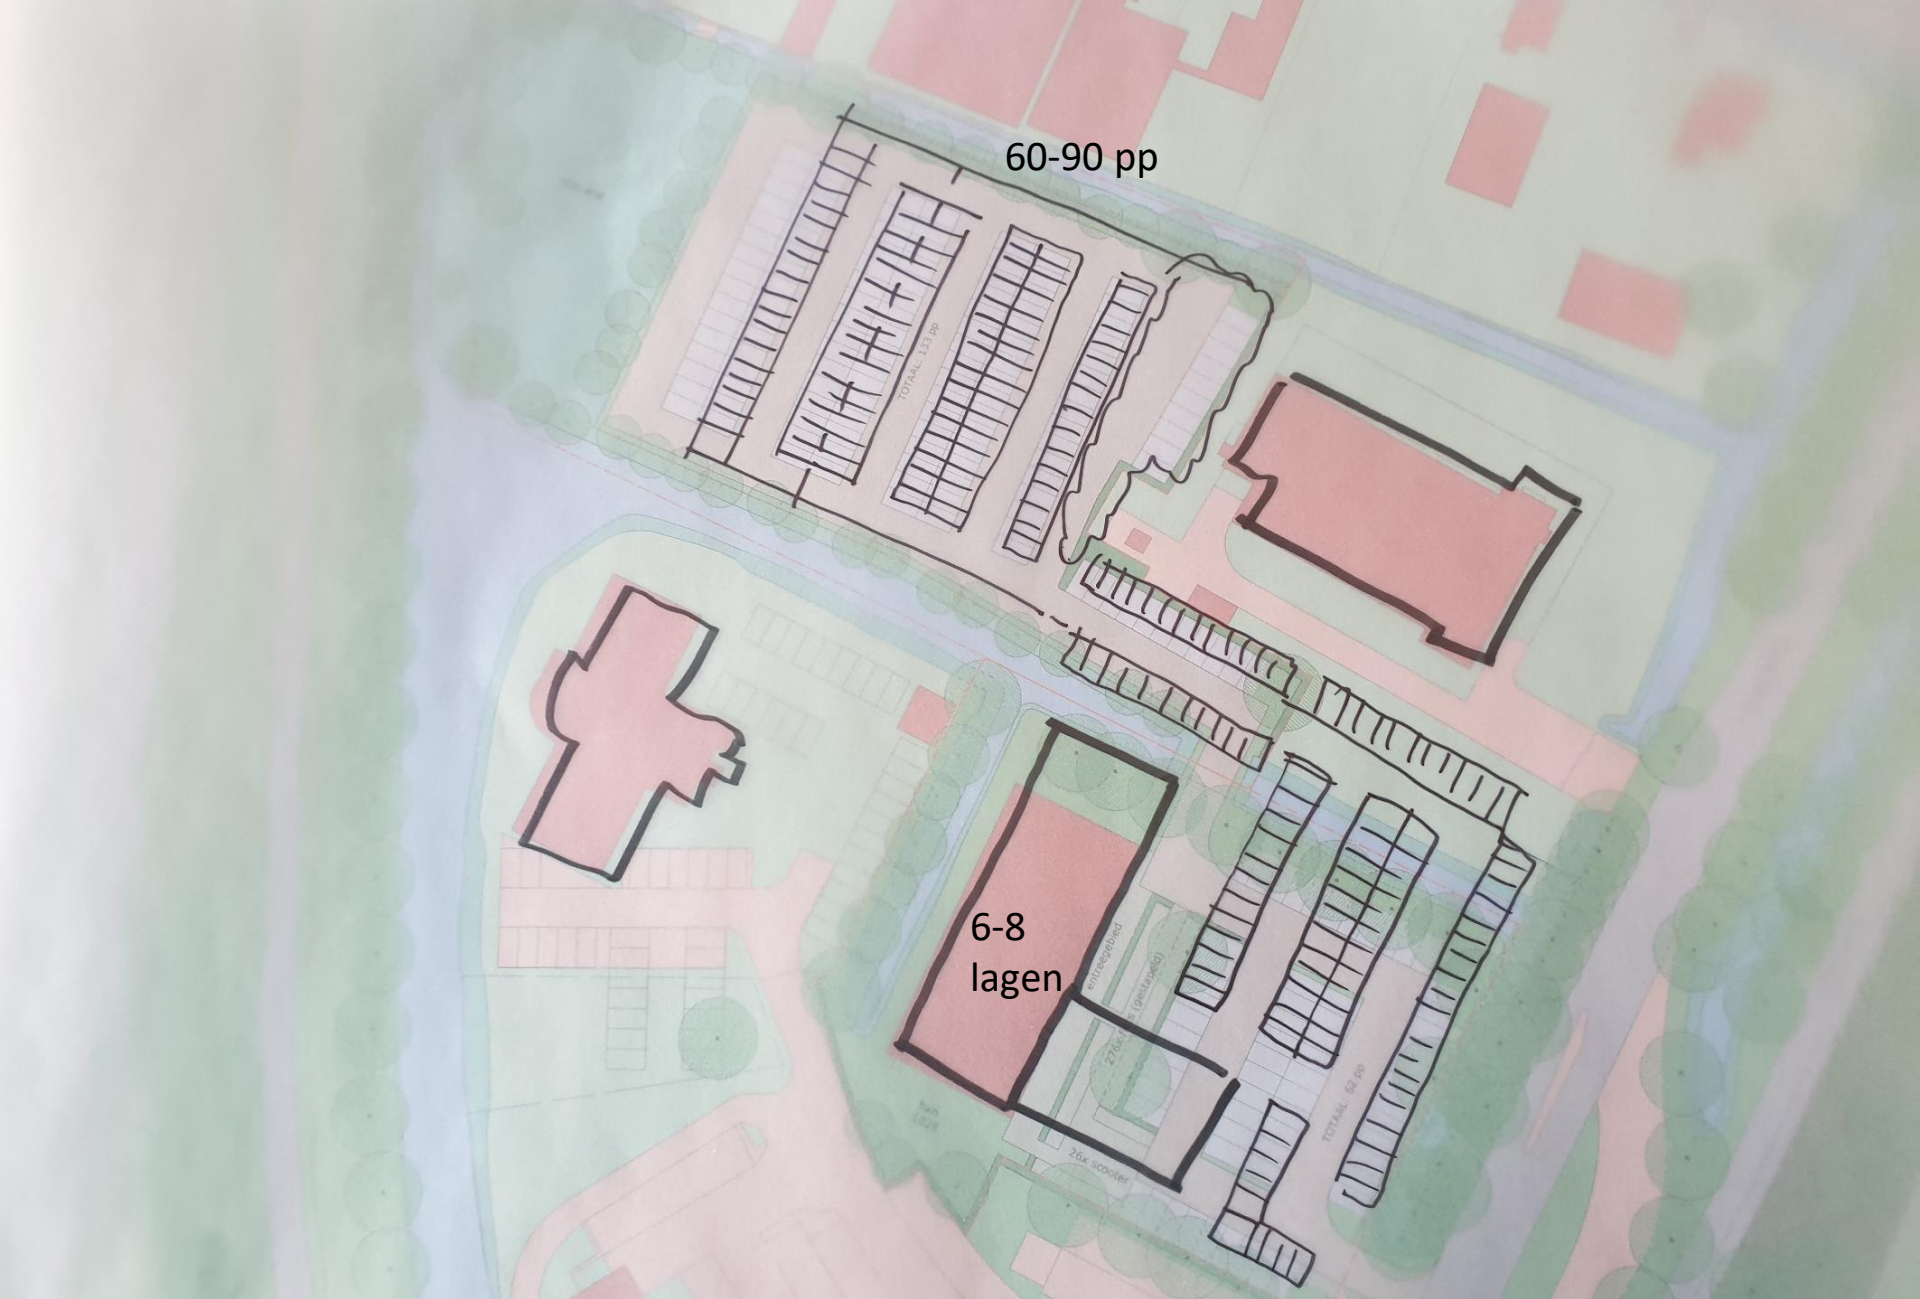 60-90 pp
TOTAAL: 133 pp
6-8
lagen
entreegebied
26x scooter
TOTAAL: 62 pp